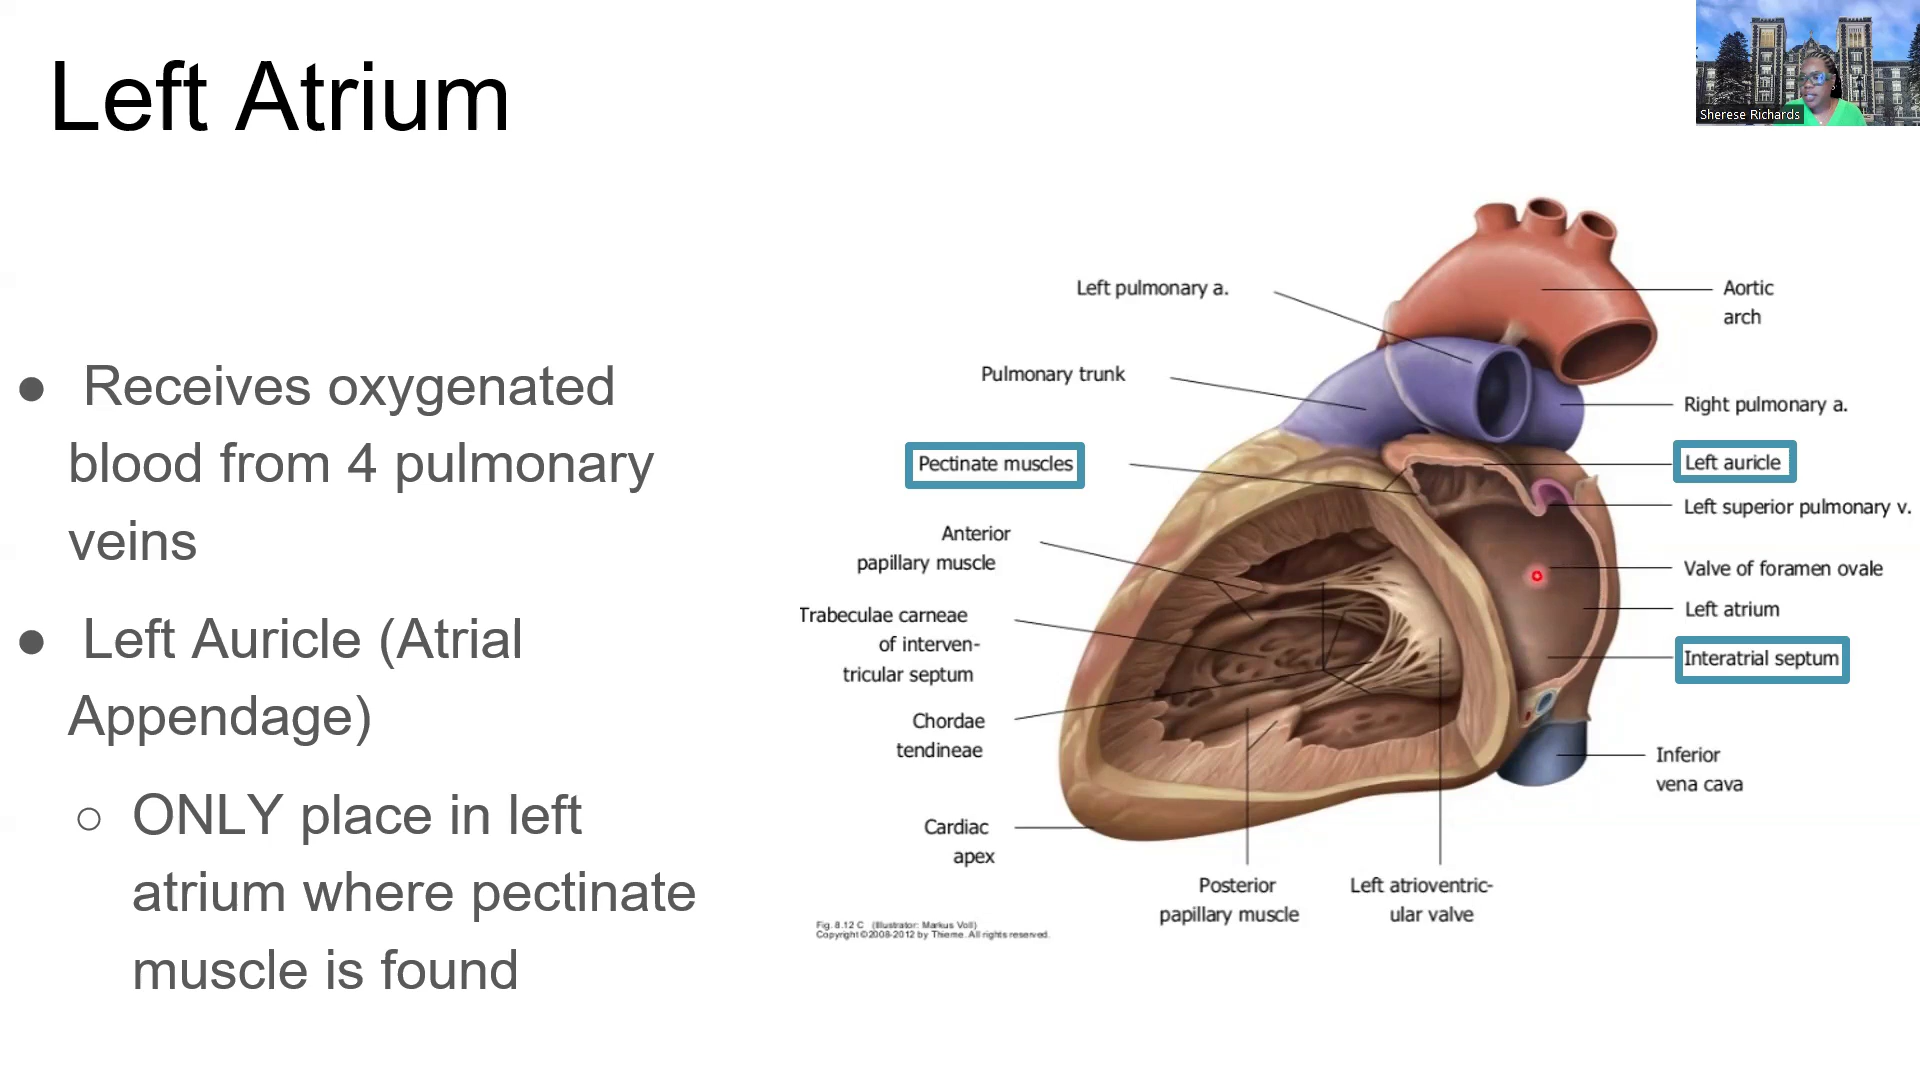 Left Atrium
Sherese Richards
● Receives oxygenated
blood from 4 pulmonary
veins
● Left Auricle (Atrial
Appendage)
○ ONLY place in left
atrium where pectinate
muscle is found
Left pulmonary a.
Pulmonary trunk
Pectinate muscles
Anterior
papillary muscle
Trabeculae carneae
of interven-
tricular septum
Chordae
tendineae
Cardiac
apex
Posterior
papillary muscle
Left atrioventric-
ular valve
Aortic
arch
Right pulmonary a.
Left auricle
Left superior pulmonary v.
Valve of foramen ovale
Left atrium
Interatrial septum
Inferior
vena cava
Fig. 8.12 C (Illustrator: Markus Voll)
Copyright ©2008-2012 by Thieme. All rights reserved.